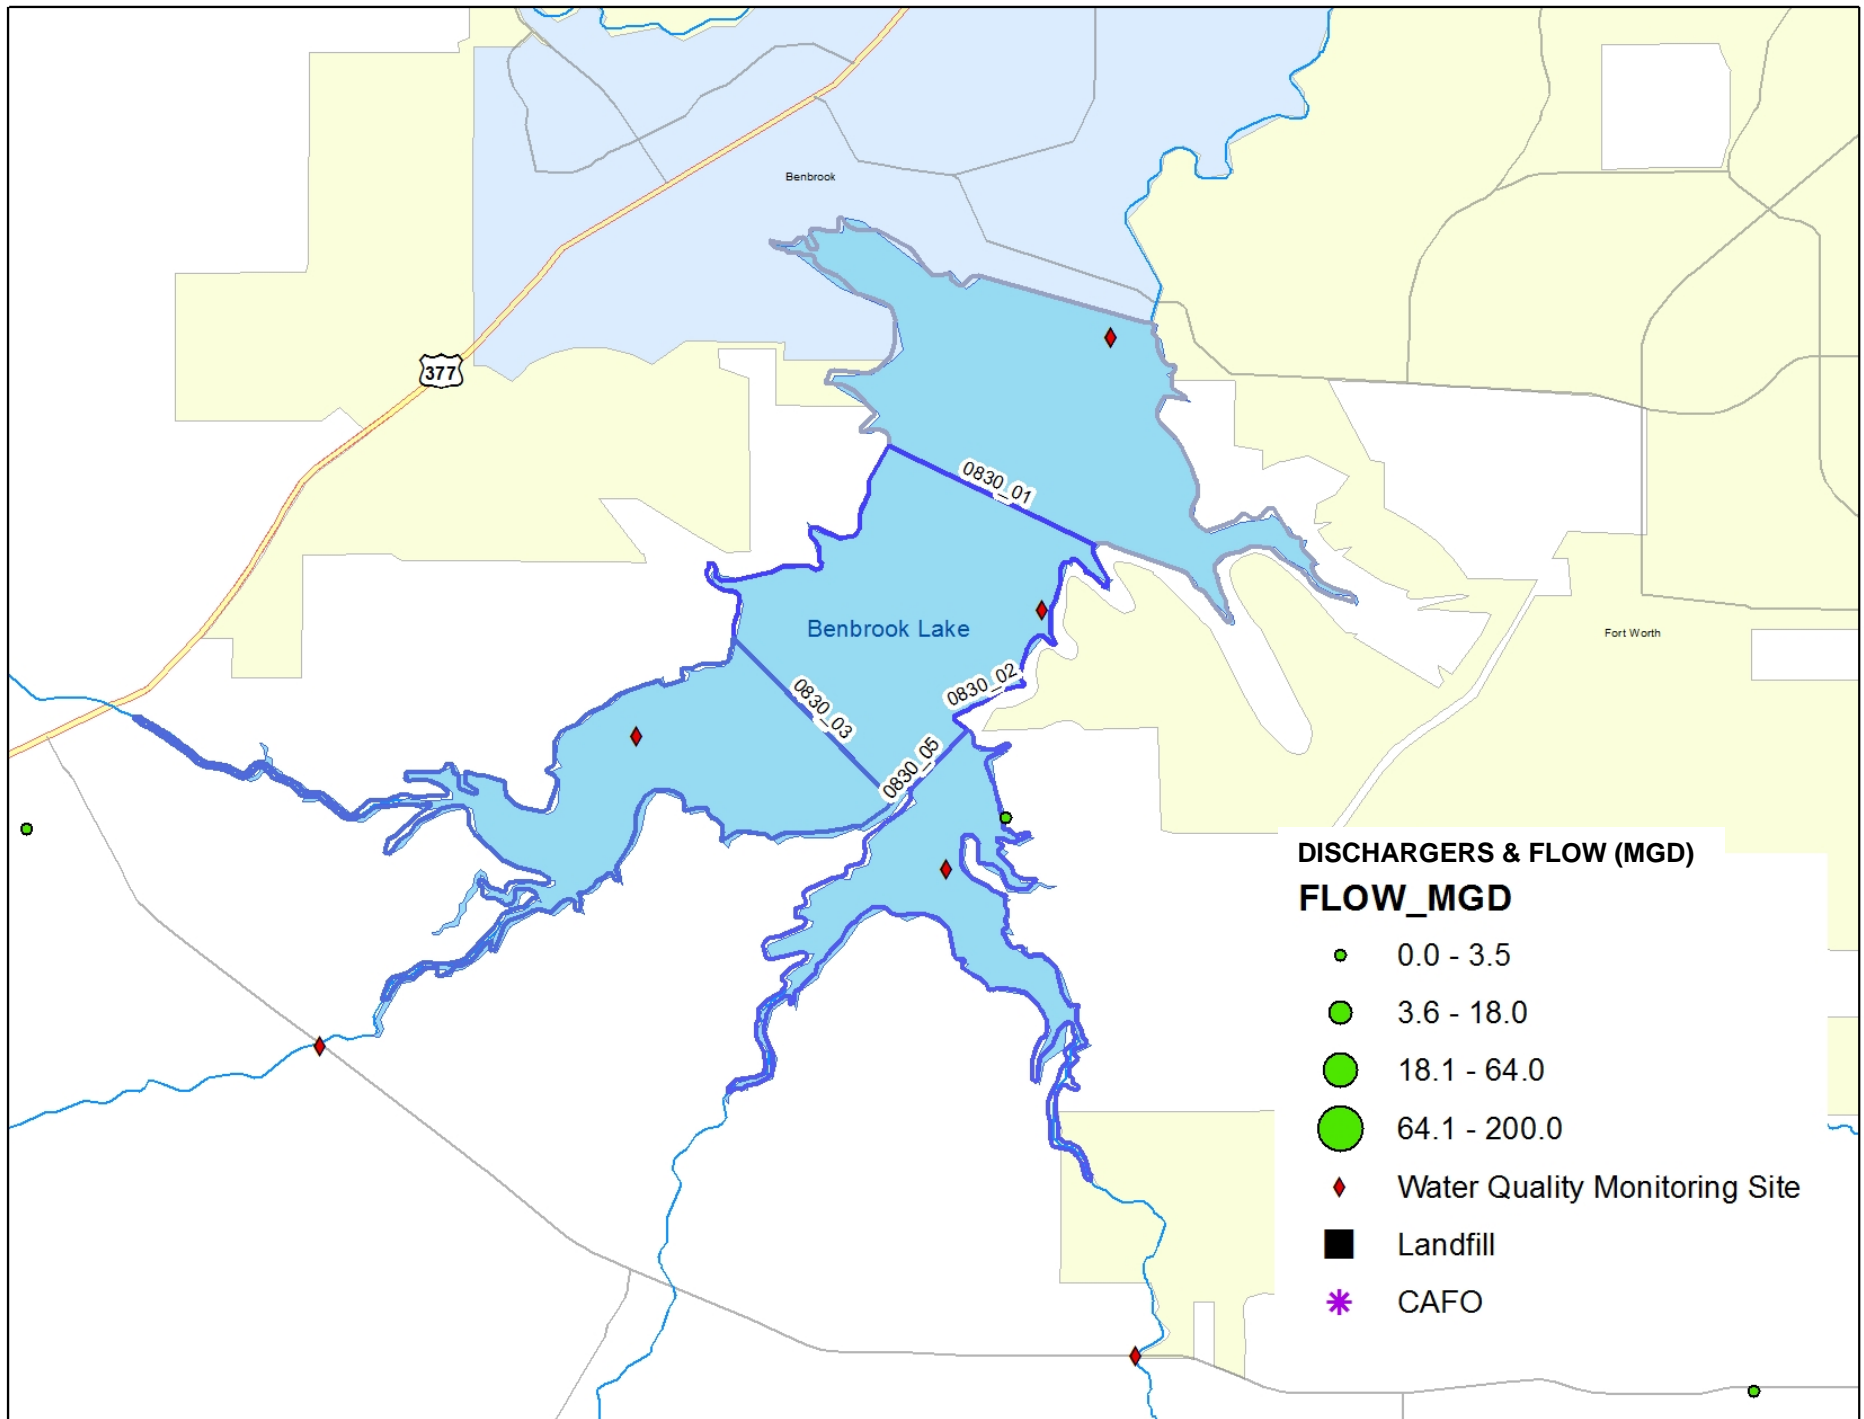 Benbrook
377
0830_01
Benbrook Lake
Fort Worth
0830_02
0830_03
0830_05
DISCHARGERS & FLOW (MGD)
FLOW_MGD
0.0 - 3.5
3.6 - 18.0
18.1 - 64.0
64.1 - 200.0
Water Quality Monitoring Site
Landfill
CAFO